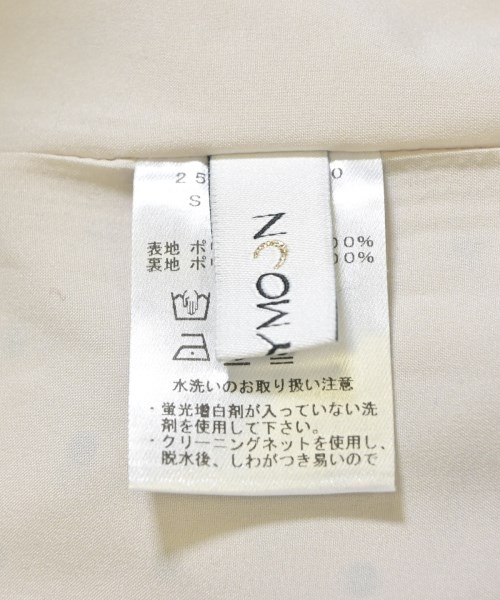 25 0
S
表地 ポ 00%
裏地 ポ 00%
YMOON
水洗いのお取り扱い注意
・蛍光増白剤が入っていない洗
剤を使用して下さい。
・クリーニングネットを使用し、
脱水後、しわがつき易いので